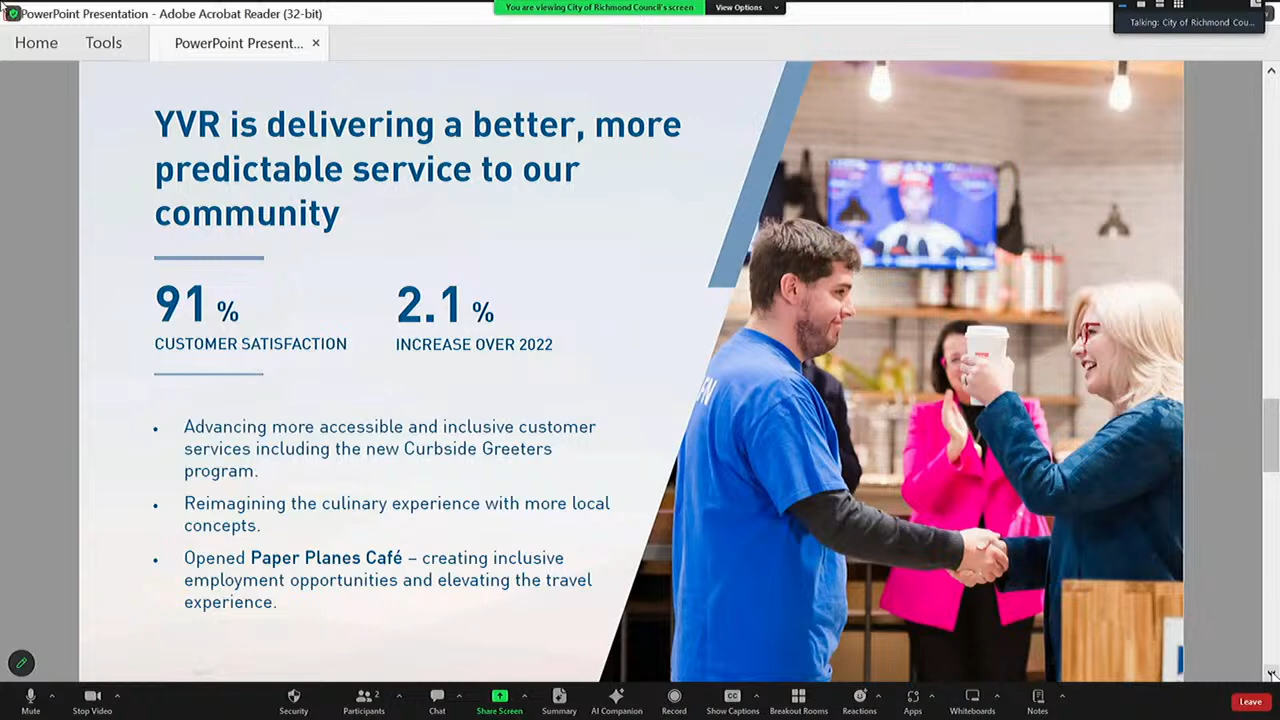 PowerPoint Presentation - Adobe Acrobat Reader (32-bit)
You are viewing City of Richmond Council's screen
View Options
Talking: City of Richmond Cou...
Home
Tools
PowerPoint Present...
YVR is delivering a better, more
predictable service to our
community
91 %
2.1 %
CUSTOMER SATISFACTION
INCREASE OVER 2022
• Advancing more accessible and inclusive customer
services including the new Curbside Greeters
program.
• Reimagining the culinary experience with more local
concepts.
• Opened Paper Planes Café – creating inclusive
employment opportunities and elevating the travel
experience.
Mute
Stop Video
Security
Participants
2
Chat
Share Screen
Summary
AI Companion
Record
Show Captions
Breakout Rooms
Reactions
Apps
Whiteboards
Notes
Leave